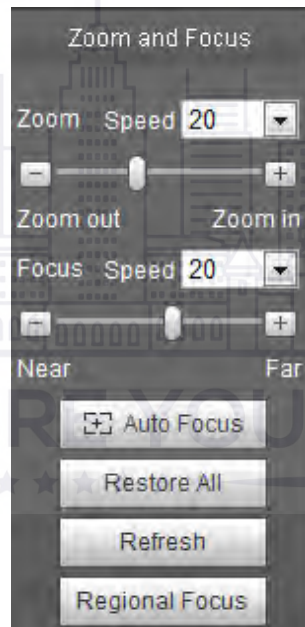 Zoom and Focus
Zoom Speed 20
Zoom out Zoom in
Focus Speed 20
Near Far
Auto Focus
Restore All
Refresh
Regional Focus